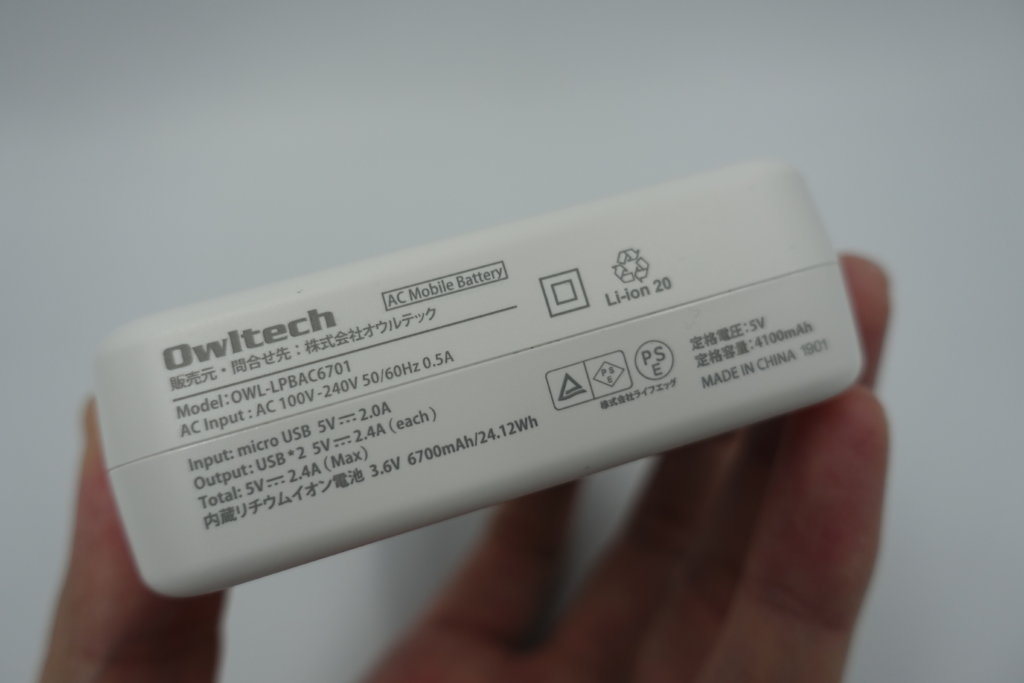 Owltech
AC Mobile Battery
販売元・問合せ先：株式会社オウルテック
Model:OWL-LPBAC6701
AC Input : AC 100V-240V 50/60Hz 0.5A
Li-ion 20
Input: micro USB 5V⎓2.0A
Output: USB*2 5V⎓2.4A (each)
Total: 5V⎓2.4A (Max)
内蔵リチウムイオン電池 3.6V 6700mAh/24.12Wh
PSE
PSE
株式会社ライフエッグ
定格電圧:5V
定格容量:4100mAh
MADE IN CHINA 1901